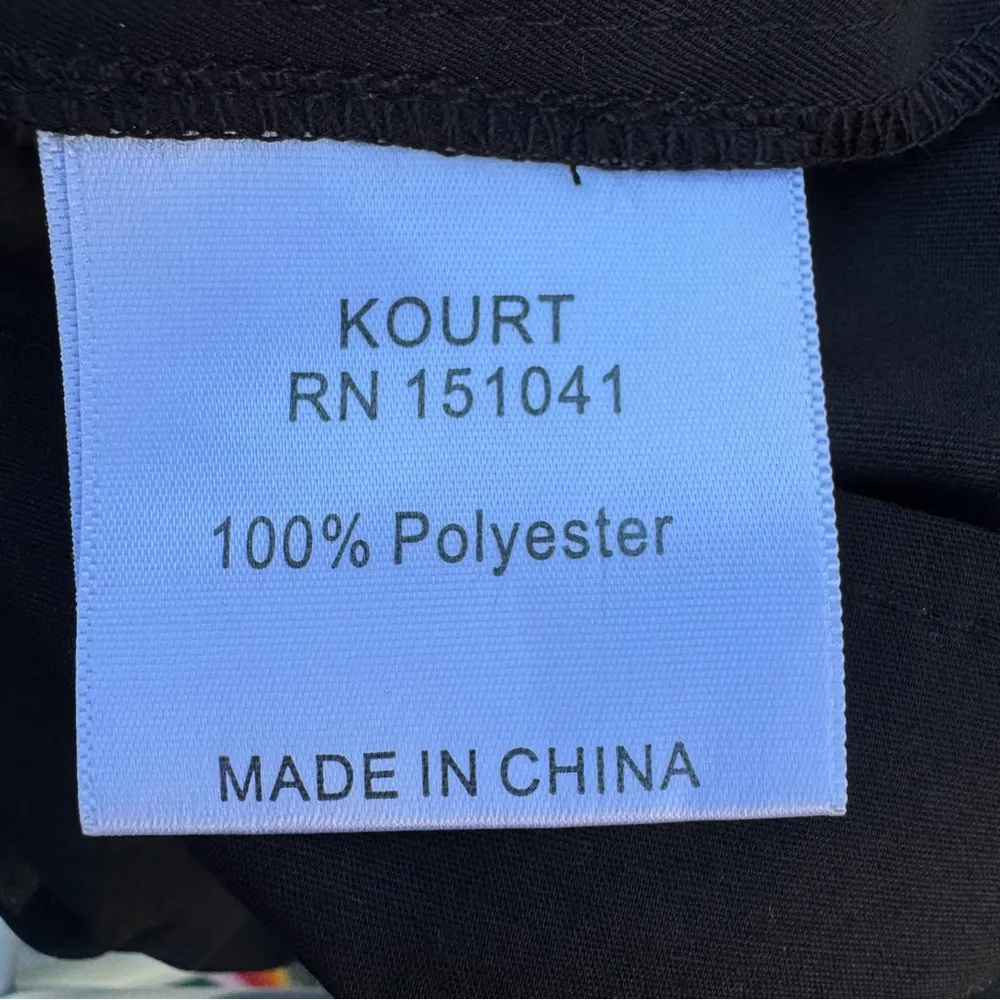 KOURT
RN 151041
100% Polyester
MADE IN CHINA